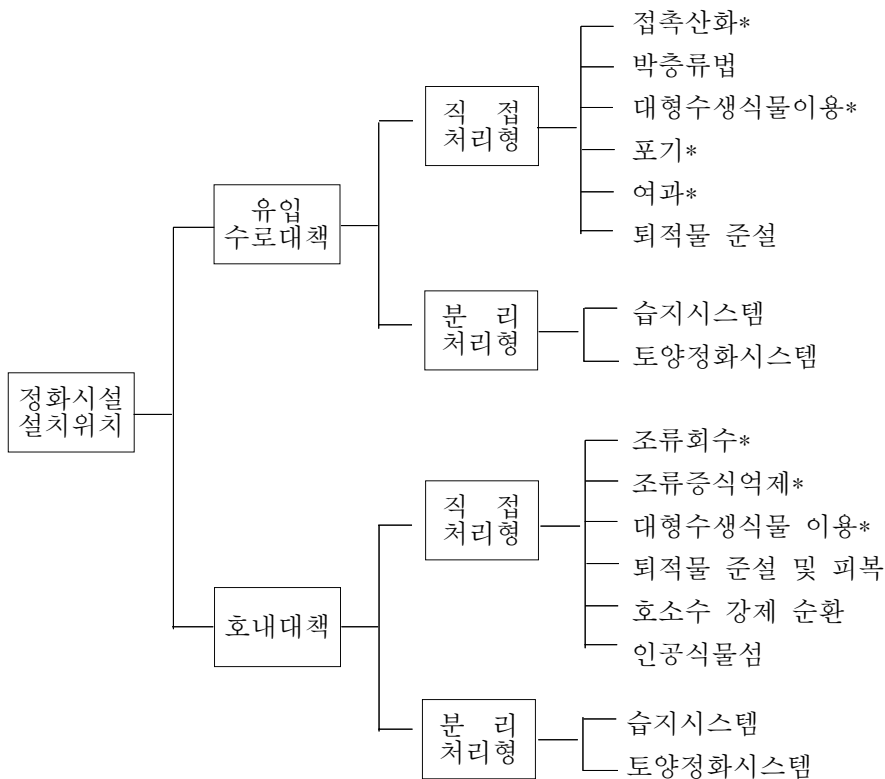 접촉산화*
박층류법
직 접
처리형
대형수생식물이용*
포기*
여과*
퇴적물 준설
유입
수로대책
분 리
처리형
습지시스템
토양정화시스템
정화시설
설치위치
조류회수*
조류증식억제*
직 접
처리형
대형수생식물 이용*
퇴적물 준설 및 피복
호소수 강제 순환
인공식물섬
호내대책
분 리
처리형
습지시스템
토양정화시스템